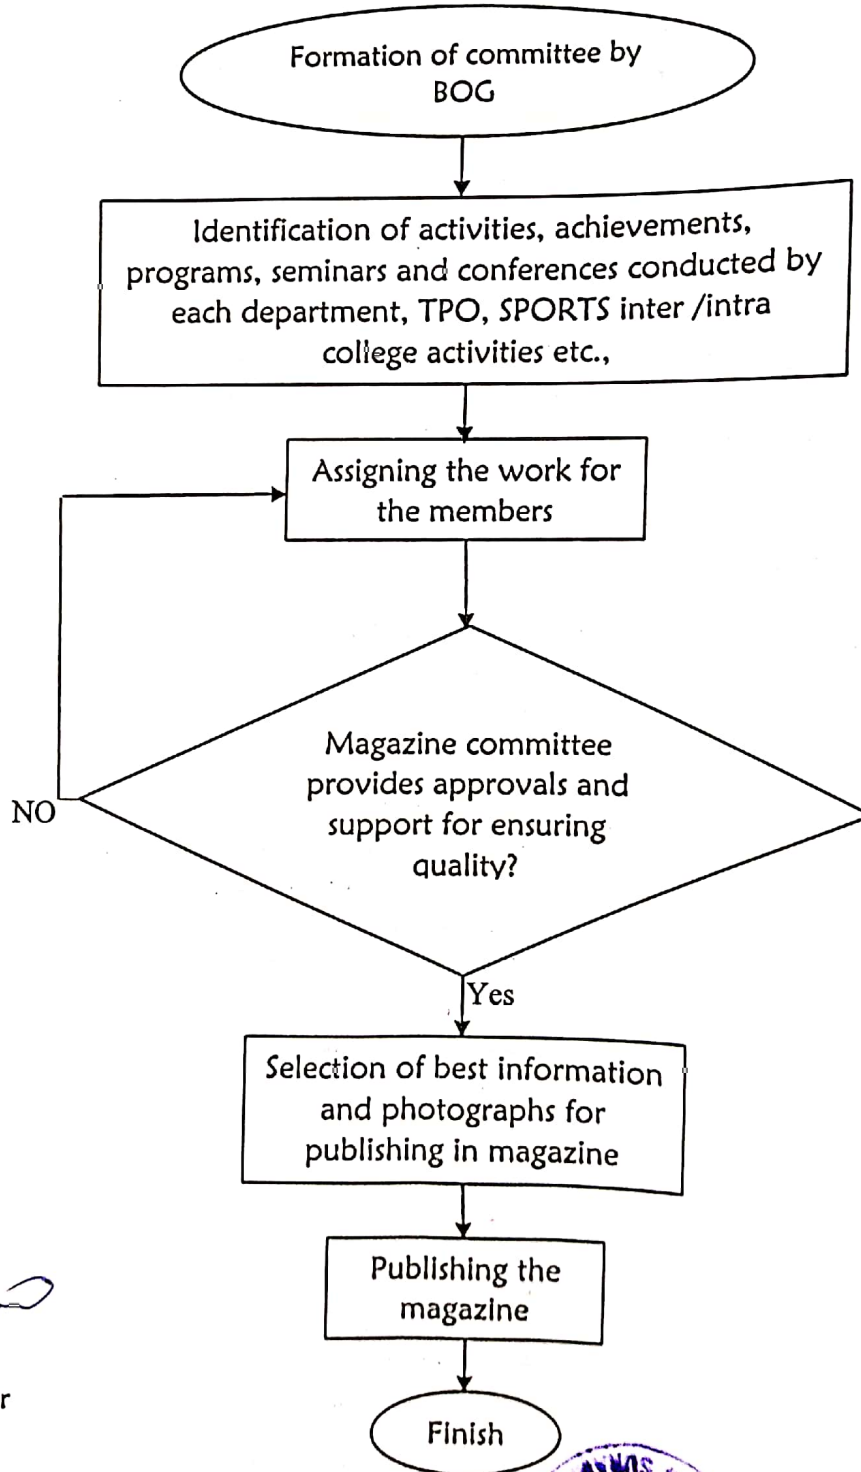 Formation of committee by
BOG
Identification of activities, achievements,
programs, seminars and conferences conducted by
each department, TPO, SPORTS inter /intra
college activities etc.,
Assigning the work for
the members
Magazine committee
provides approvals and
support for ensuring
quality?
NO
Yes
Selection of best information
and photographs for
publishing in magazine
Publishing the
magazine
r
Finish